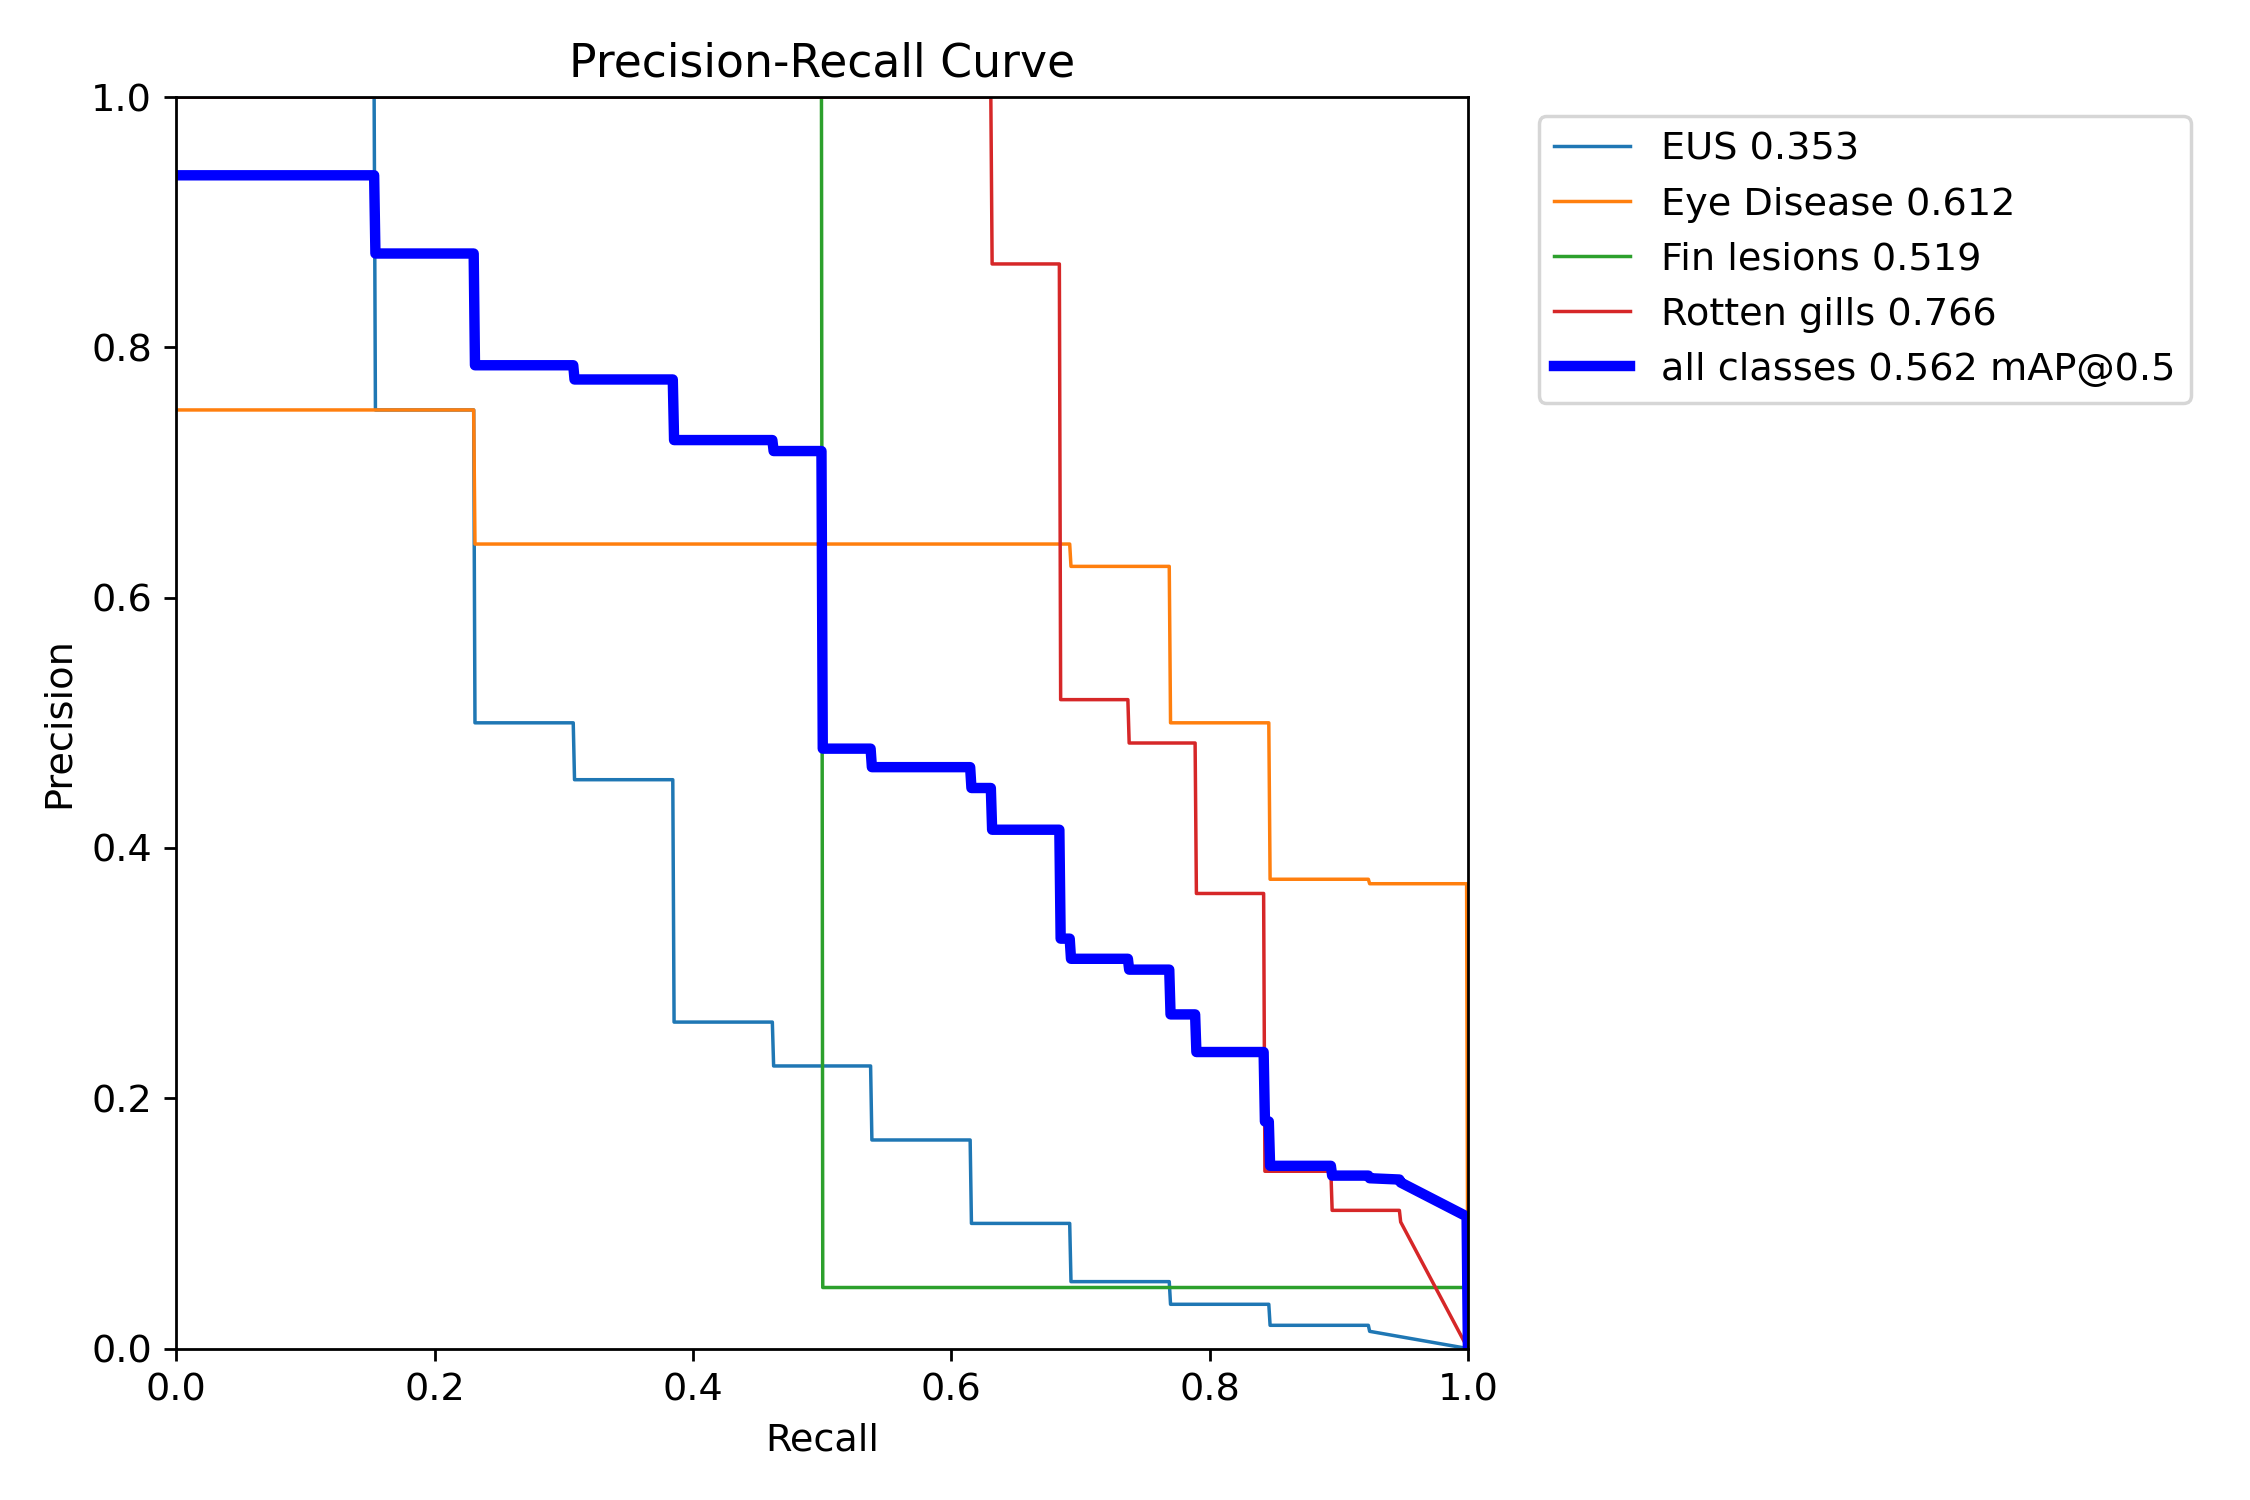 Precision-Recall Curve
1.0
0.8
0.6
0.4
0.2
0.0
Precision
0.0 0.2 0.4 0.6 0.8 1.0
Recall
EUS 0.353
Eye Disease 0.612
Fin lesions 0.519
Rotten gills 0.766
all classes 0.562 mAP@0.5